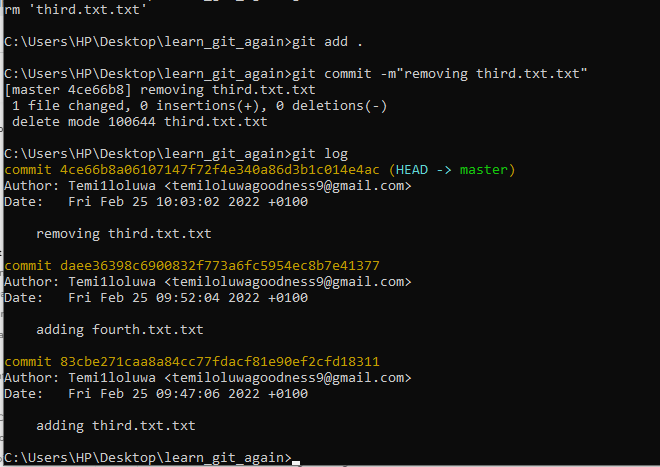 rm 'third.txt.txt'
C:\Users\HP\Desktop\learn_git_again>git add .
C:\Users\HP\Desktop\learn_git_again>git commit -m"removing third.txt.txt"
[master 4ce66b8] removing third.txt.txt
 1 file changed, 0 insertions(+), 0 deletions(-)
 delete mode 100644 third.txt.txt
C:\Users\HP\Desktop\learn_git_again>git log
commit 4ce66b8a06107147f72f4e340a86d3b1c014e4ac (HEAD -> master)
Author: Temi1loluwa <temiloluwagoodness9@gmail.com>
Date:   Fri Feb 25 10:03:02 2022 +0100
    removing third.txt.txt
commit daee36398c6900832f773a6fc5954ec8b7e41377
Author: Temi1loluwa <temiloluwagoodness9@gmail.com>
Date:   Fri Feb 25 09:52:04 2022 +0100
    adding fourth.txt.txt
commit 83cbe271caa8a84cc77fdacf81e90ef2cfd18311
Author: Temi1loluwa <temiloluwagoodness9@gmail.com>
Date:   Fri Feb 25 09:47:06 2022 +0100
    adding third.txt.txt
C:\Users\HP\Desktop\learn_git_again>